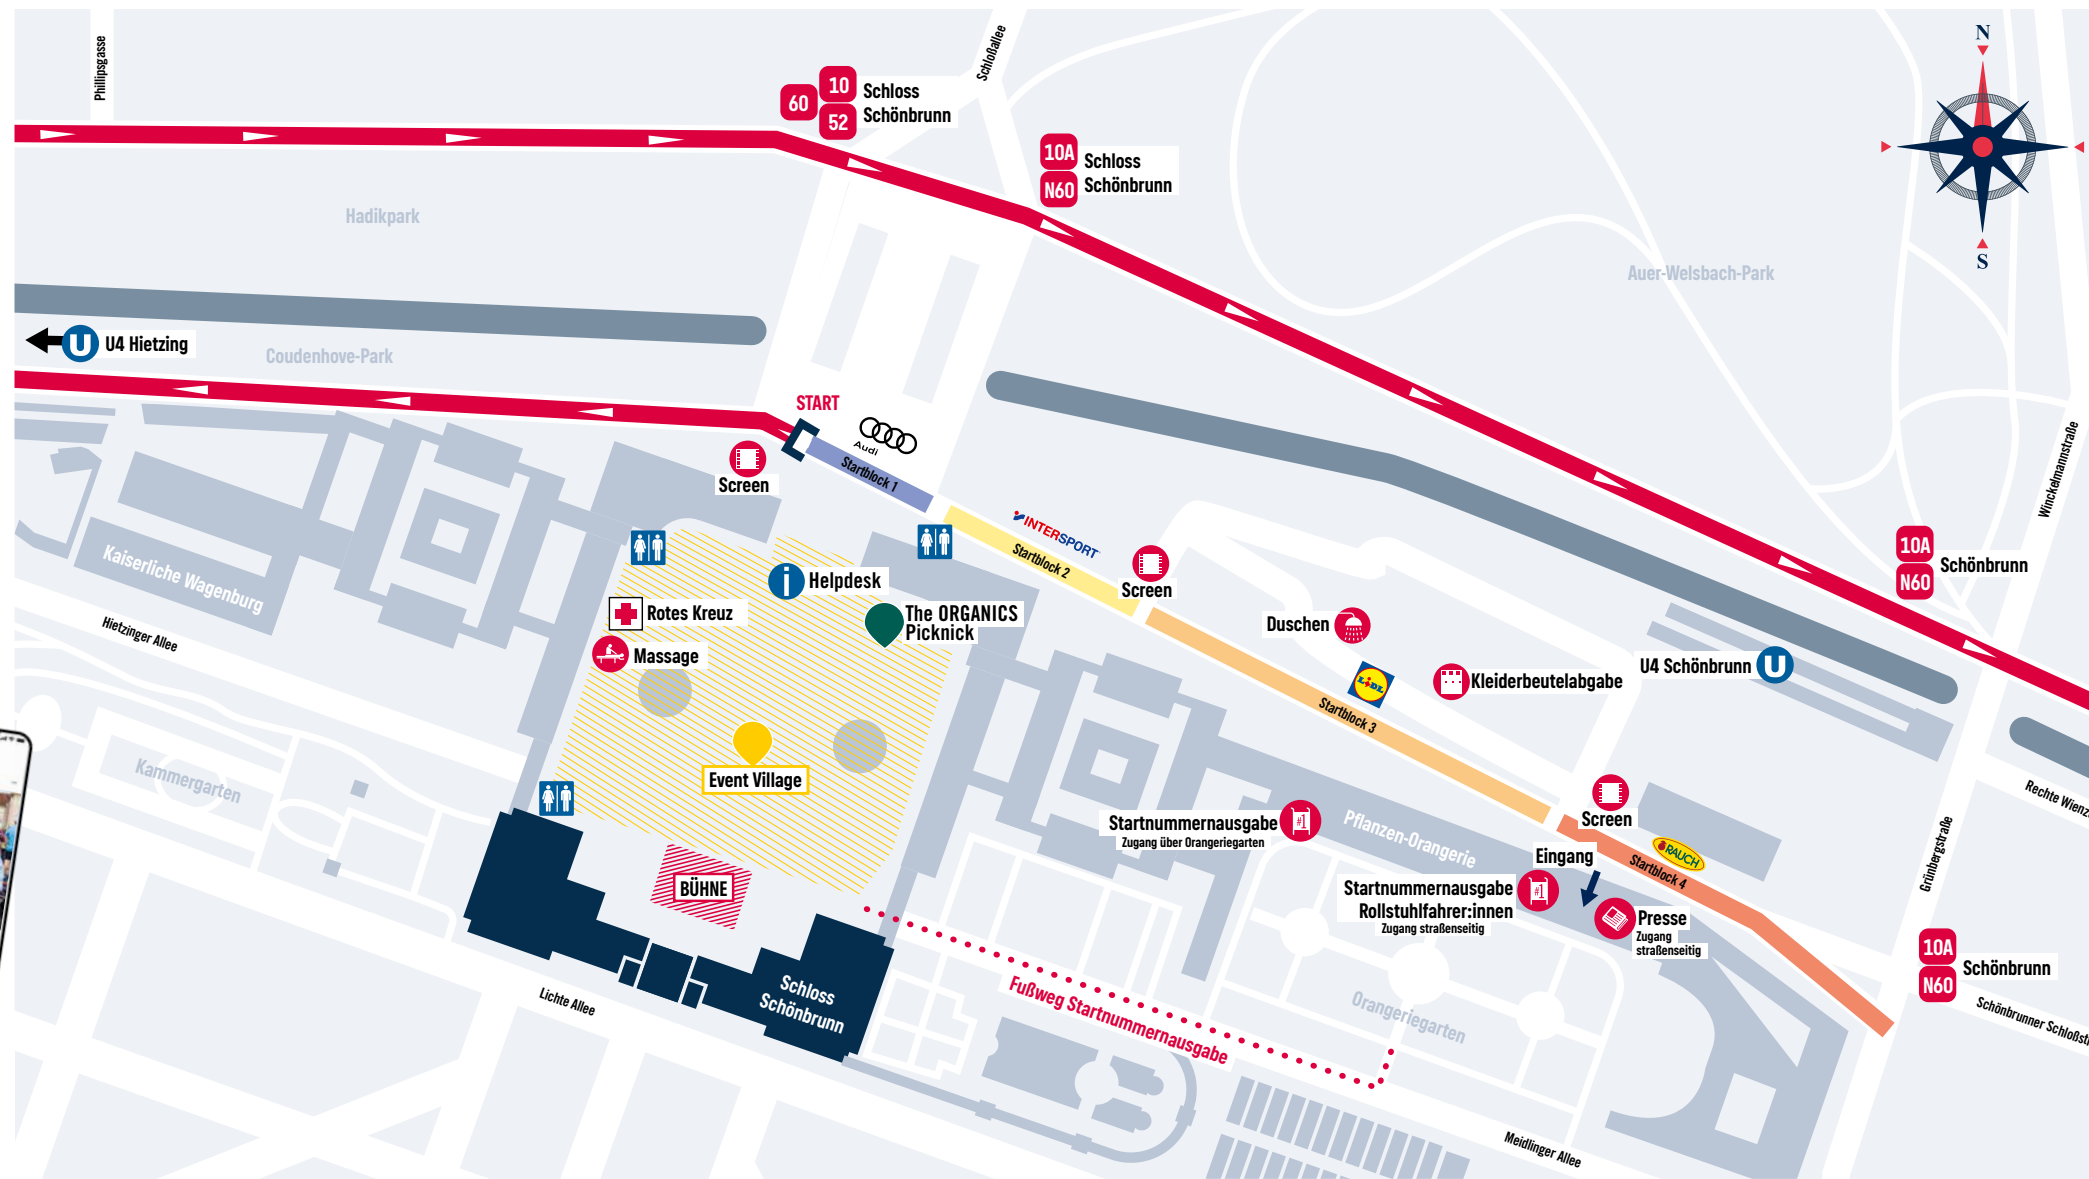 Phillipsgasse
Schloßallee
N
S
60
10
52
Schloss
Schönbrunn
10A
N60
Schloss
Schönbrunn
Hadikpark
Auer-Welsbach-Park
U
U4 Hietzing
Coudenhove-Park
START
Audi
Startblock 1
Screen
INTERSPORT
Startblock 2
Screen
Winckelmannstraße
10A
N60
Schönbrunn
Kaiserliche Wagenburg
Hietzinger Allee
i
Helpdesk
Rotes Kreuz
The ORGANICS
Picknick
Massage
Duschen
LIDL
Kleiderbeutelabgabe
U4 Schönbrunn
U
Startblock 3
Event Village
Kammergarten
Startnummernausgabe
Zugang über Orangeriegarten
#1
Pflanzen-Orangerie
Screen
RAUCH
Startblock 4
Eingang
Rechte Wienz
Grünbergstraße
BÜHNE
Startnummernausgabe
Rollstuhlfahrer:innen
Zugang straßenseitig
#1
Presse
Zugang
straßenseitig
10A
N60
Schönbrunn
Schönbrunner Schloßst
Schloss
Schönbrunn
Lichte Allee
Fußweg Startnummernausgabe
Orangeriegarten
Meidlinger Allee